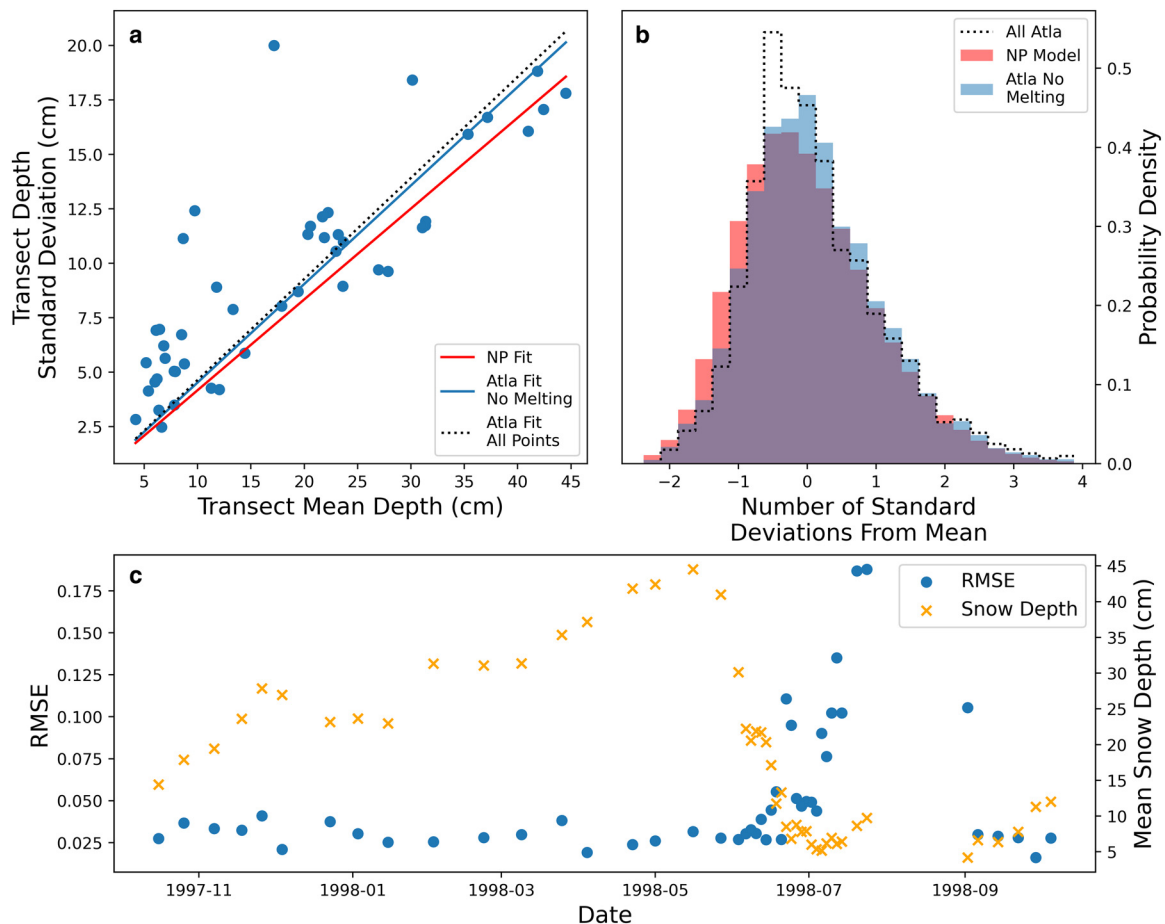 a
20.0
17.5
15.0
12.5
10.0
7.5
5.0
2.5
Transect Depth
Standard Deviation (cm)
NP Fit
Atla Fit
No Melting
Atla Fit
All Points
5
10
15
20
25
30
35
40
45
Transect Mean Depth (cm)
b
All Atla
NP Model
Atla No
Melting
0.5
0.4
0.3
0.2
0.1
0.0
Probability Density
−2
−1
0
1
2
3
4
Number of Standard
Deviations From Mean
c
RMSE
Snow Depth
0.175
0.150
0.125
0.100
0.075
0.050
0.025
RMSE
45
40
35
30
25
20
15
10
5
Mean Snow Depth (cm)
1997-11
1998-01
1998-03
1998-05
1998-07
1998-09
Date